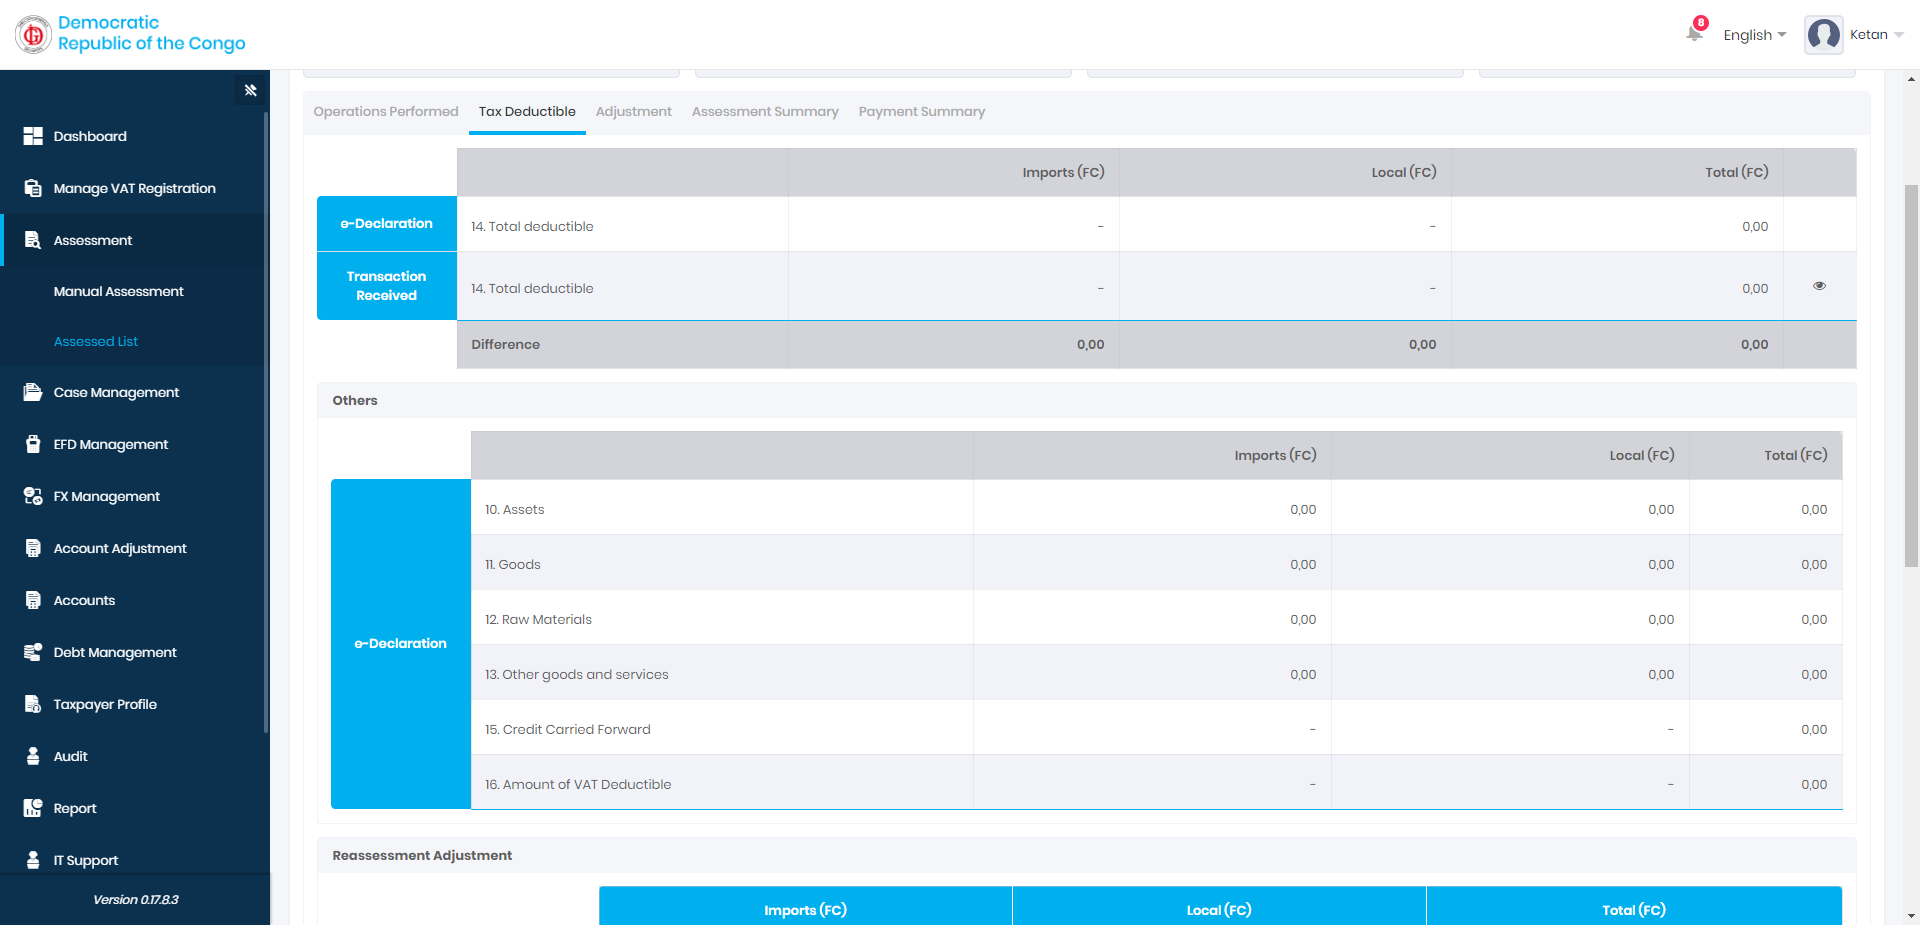 Democratic
Republic of the Congo
8
English
Ketan
Dashboard
Manage VAT Registration
Assessment
Manual Assessment
Assessed List
Case Management
EFD Management
FX Management
Account Adjustment
Accounts
Debt Management
Taxpayer Profile
Audit
Report
IT Support
Version 0.17.8.3
Operations Performed Tax Deductible Adjustment Assessment Summary Payment Summary
Imports (FC) Local (FC) Total (FC)
e-Declaration 14. Total deductible - - 0,00
Transaction
Received 14. Total deductible - - 0,00
Difference 0,00 0,00 0,00
Others
Imports (FC) Local (FC) Total (FC)
e-Declaration
10. Assets 0,00 0,00 0,00
11. Goods 0,00 0,00 0,00
12. Raw Materials 0,00 0,00 0,00
13. Other goods and services 0,00 0,00 0,00
15. Credit Carried Forward - - 0,00
16. Amount of VAT Deductible - - 0,00
Reassessment Adjustment
Imports (FC) Local (FC) Total (FC)